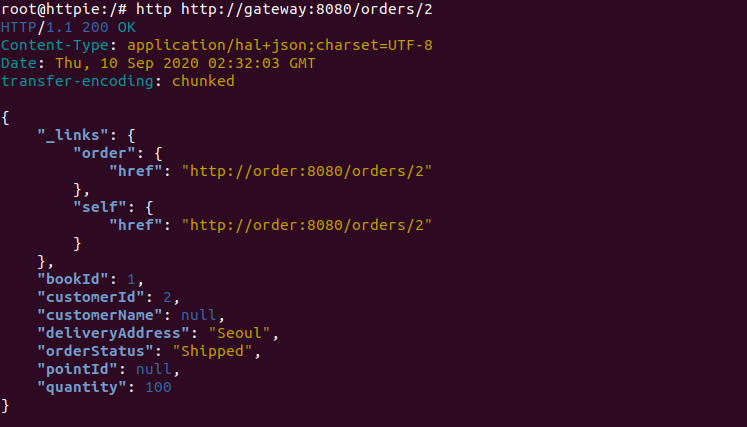 root@httpie:/# http http://gateway:8080/orders/2
HTTP/1.1 200 OK
Content-Type: application/hal+json;charset=UTF-8
Date: Thu, 10 Sep 2020 02:32:03 GMT
transfer-encoding: chunked

{
    "_links": {
        "order": {
            "href": "http://order:8080/orders/2"
        },
        "self": {
            "href": "http://order:8080/orders/2"
        }
    },
    "bookId": 1,
    "customerId": 2,
    "customerName": null,
    "deliveryAddress": "Seoul",
    "orderStatus": "Shipped",
    "pointId": null,
    "quantity": 100
}